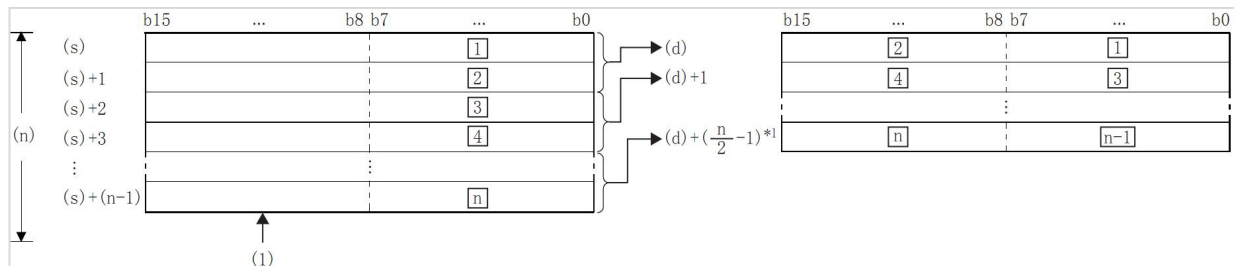 b15 ... b8 b7 ... b0 b15 ... b8 b7 ... b0
(s) 1 (d) 2 1
(s)+1 2 (d)+1 4 3
(s)+2 3 ⋮
(n) (s)+3 4 (d)+(n/2-1)*1 n n-1
⋮ ⋮
(s)+(n-1) n
(1)